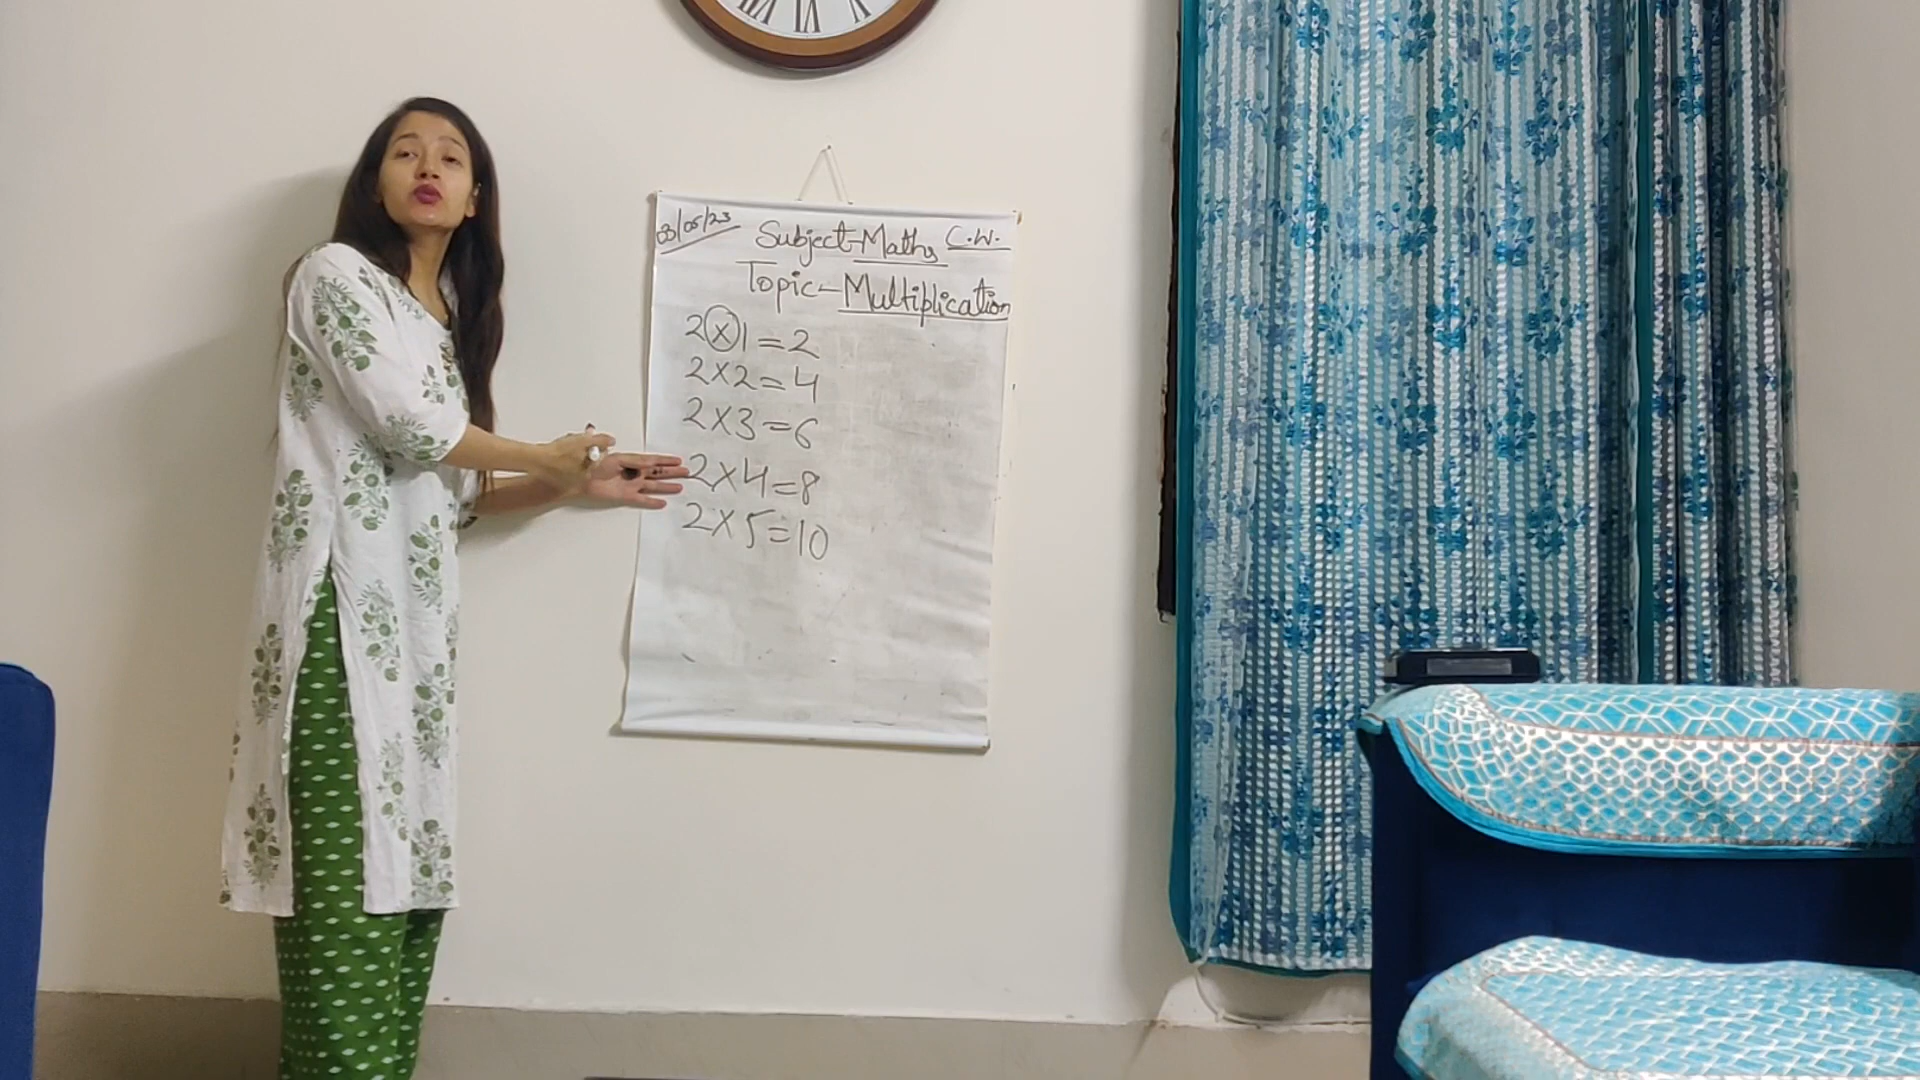 03/05/23 Subject-Maths C.W.
Topic-Multiplication
2×1=2
2×2=4
2×3=6
2×4=8
2×5=10